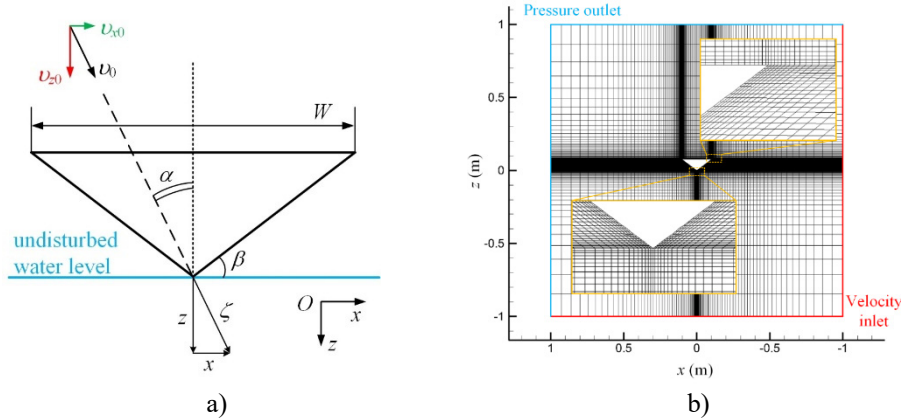 υx0
υz0
υ0
W
α
undisturbed
water level
β
O
x
z
ζ
z
x
a)
Pressure outlet
1
0.5
0
-0.5
-1
z (m)
1
0.5
0
-0.5
-1
x (m)
Velocity
inlet
b)